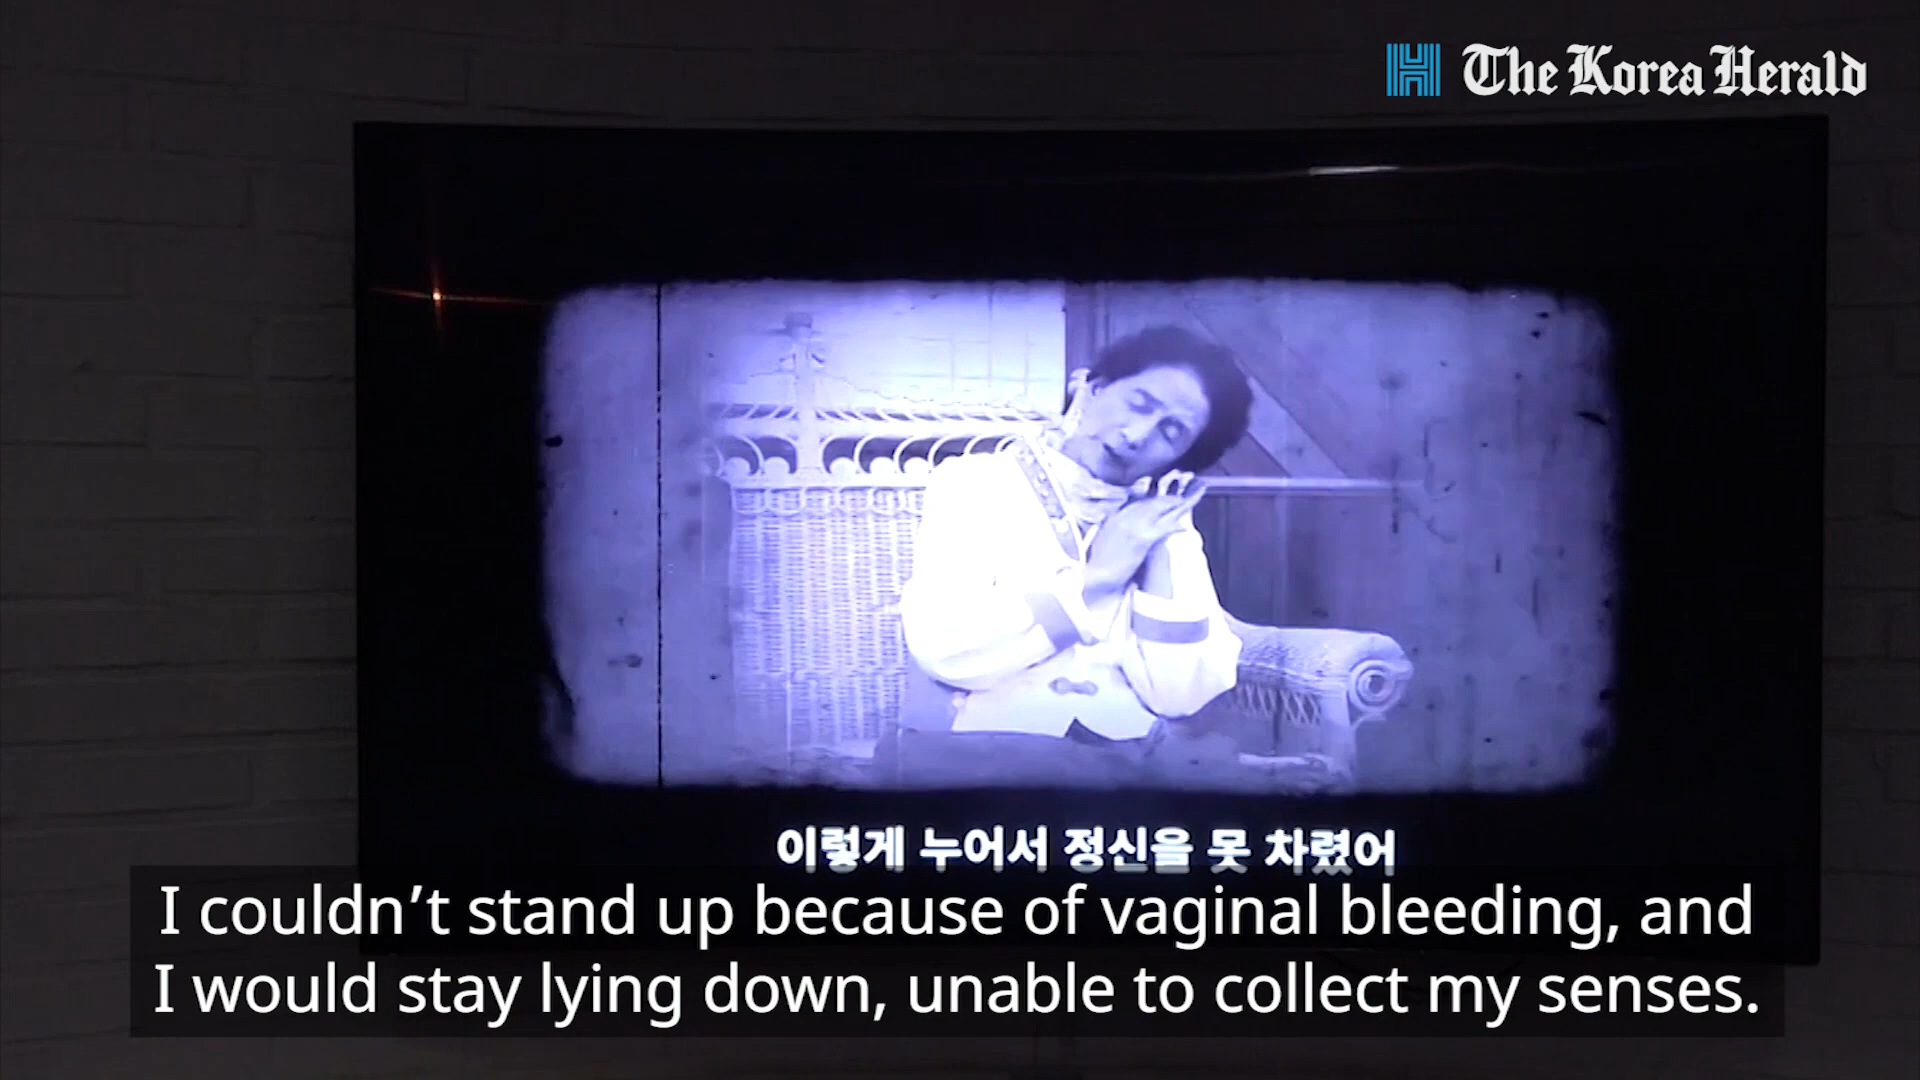 The Korea Herald
이렇게 누어서 정신을 못 차렸어
I couldn’t stand up because of vaginal bleeding, and
I would stay lying down, unable to collect my senses.